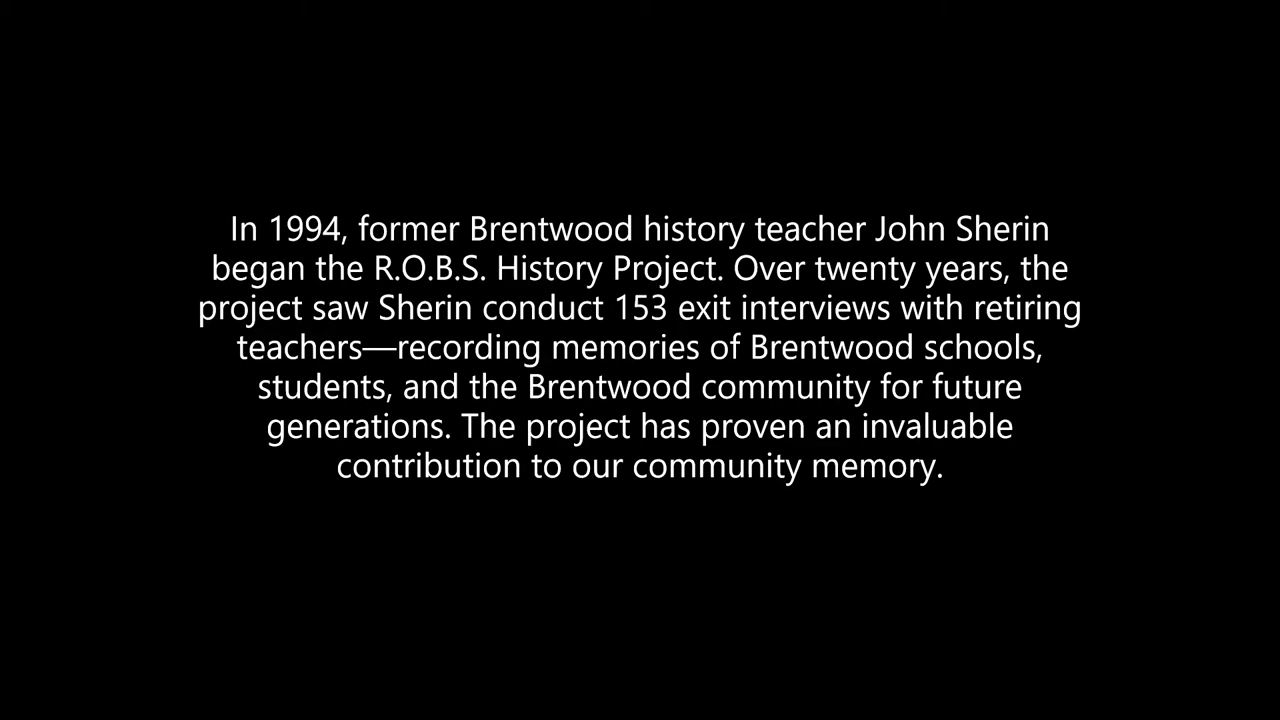 In 1994, former Brentwood history teacher John Sherin
began the R.O.B.S. History Project. Over twenty years, the
project saw Sherin conduct 153 exit interviews with retiring
teachers—recording memories of Brentwood schools,
students, and the Brentwood community for future
generations. The project has proven an invaluable
contribution to our community memory.